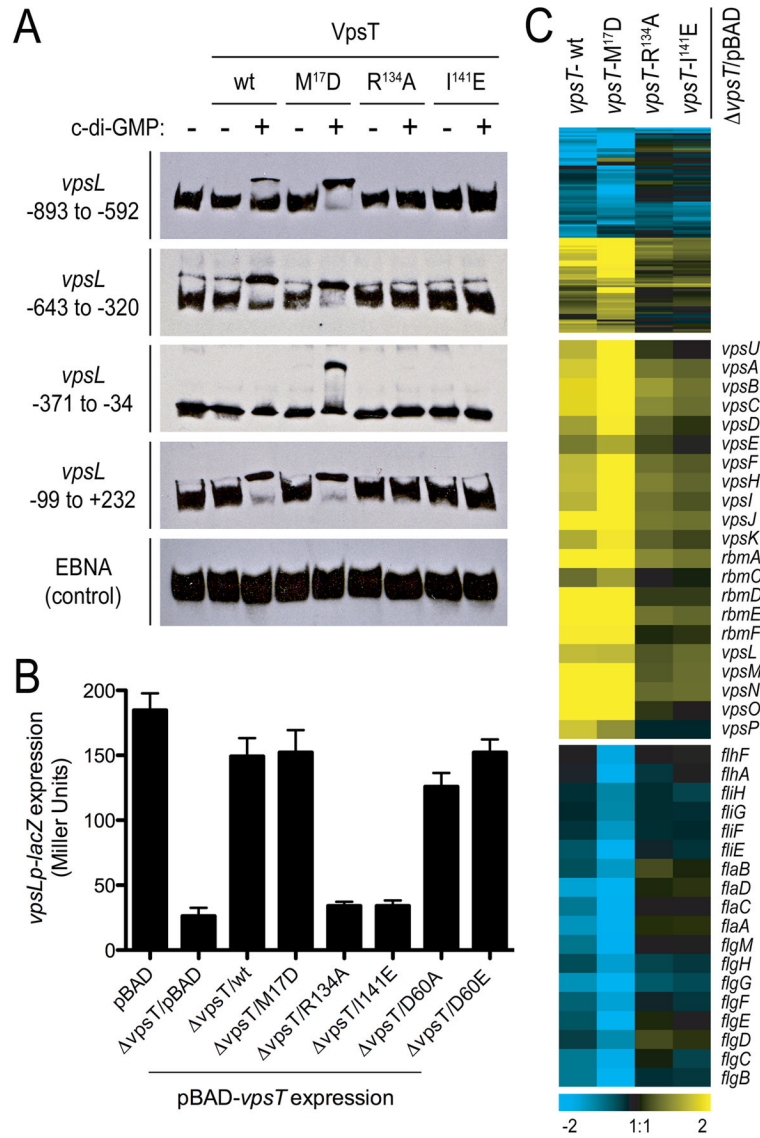 A
VpsT
wt M17D R134A I141E
c-di-GMP: - - + - + - + - +
vpsL
-893 to -592
vpsL
-643 to -320
vpsL
-371 to -34
vpsL
-99 to +232
EBNA
(control)
B
vpsLp-lacZ expression
(Miller Units)
200
150
100
50
0
pBAD
ΔvpsT/pBAD
ΔvpsT/wt
ΔvpsT/M17D
ΔvpsT/R134A
ΔvpsT/I141E
ΔvpsT/D60A
ΔvpsT/D60E
pBAD-vpsT expression
C
vpsT- wt
vpsT-M17D
vpsT-R134A
vpsT-I141E
ΔvpsT/pBAD
vpsU
vpsA
vpsB
vpsC
vpsD
vpsE
vpsF
vpsH
vpsI
vpsJ
vpsK
rbmA
rbmC
rbmD
rbmE
rbmF
vpsL
vpsM
vpsN
vpsO
vpsP
flhF
flhA
fliH
fliG
fliF
fliE
flaB
flaD
flaC
flaA
flgM
flgH
flgG
flgF
flgE
flgD
flgC
flgB
-2 1:1 2